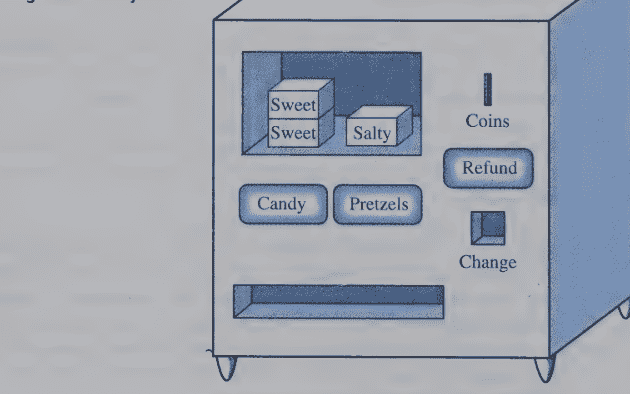 Sweet
Sweet
Salty
Coins
Refund
Candy
Pretzels
Change